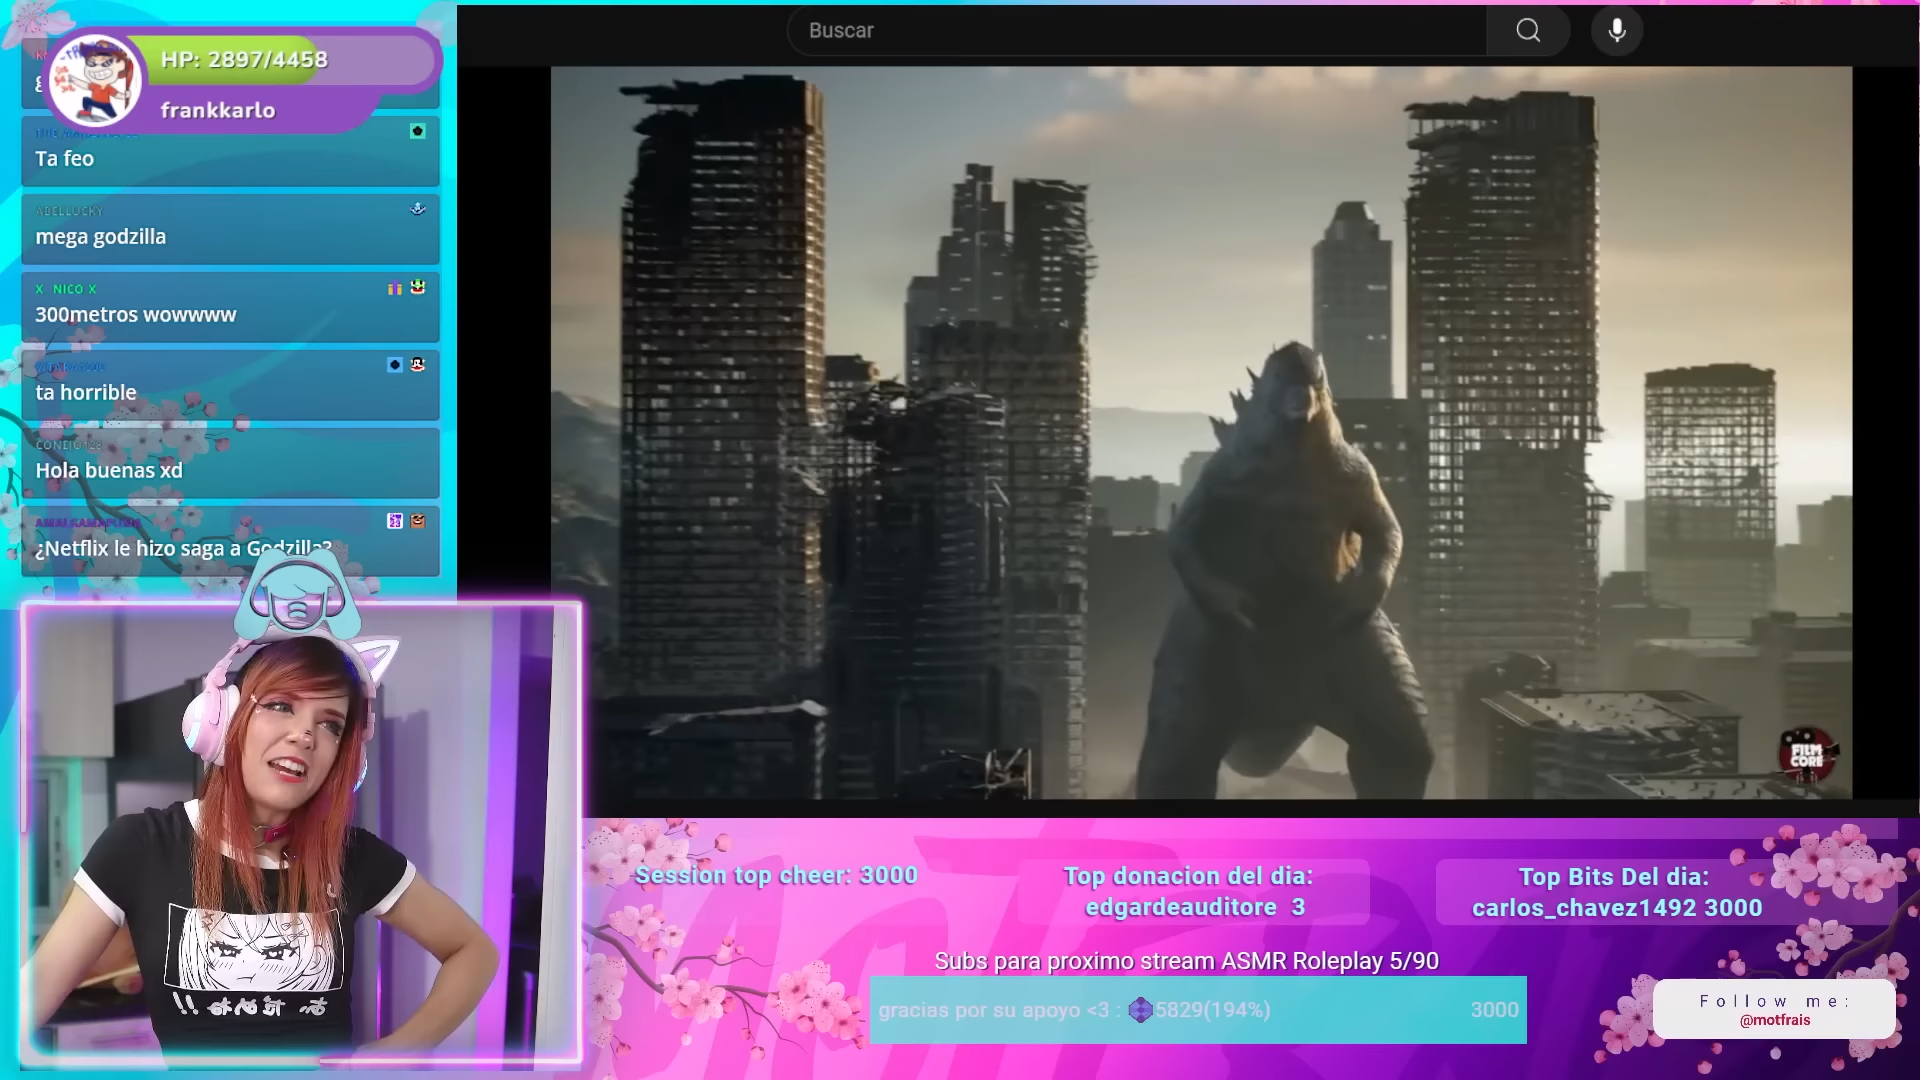 HP: 2897/4458
frankkarlo
Ta feo
ABELLOCKY
mega godzilla
X NICO X
300metros wowwww
ta horrible
CONEJO128
Hola buenas xd
¿Netflix le hizo saga a Godzilla?
Buscar
FILM
CORE
Session top cheer: 3000
Top donacion del dia:
edgardeauditore 3
Top Bits Del dia:
carlos_chavez1492 3000
Subs para proximo stream ASMR Roleplay 5/90
gracias por su apoyo <3 : 5829(194%)
3000
Follow me:
@motfrais